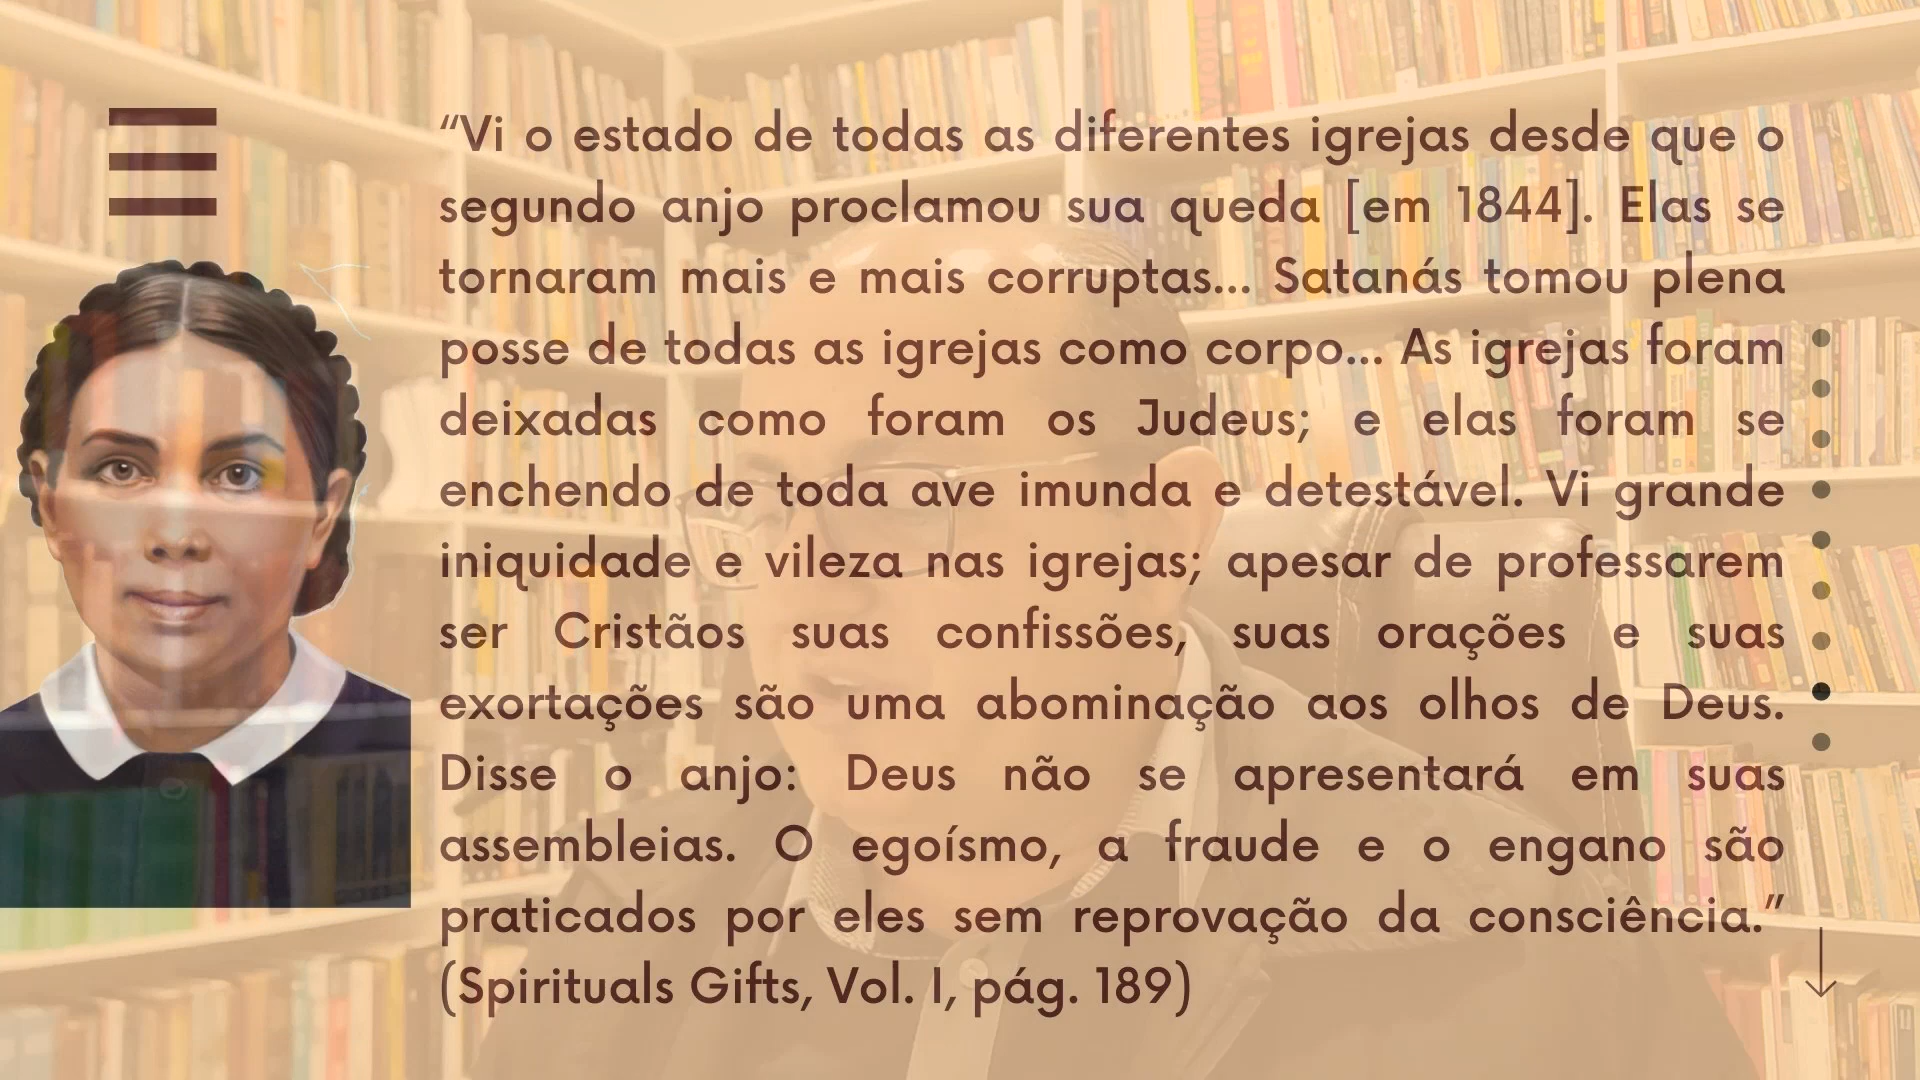 “Vi o estado de todas as diferentes igrejas desde que o
segundo anjo proclamou sua queda [em 1844]. Elas se
tornaram mais e mais corruptas... Satanás tomou plena
posse de todas as igrejas como corpo... As igrejas foram
deixadas como foram os Judeus; e elas foram se
enchendo de toda ave imunda e detestável. Vi grande
iniquidade e vileza nas igrejas; apesar de professarem
ser Cristãos suas confissões, suas orações e suas
exortações são uma abominação aos olhos de Deus.
Disse o anjo: Deus não se apresentará em suas
assembleias. O egoísmo, a fraude e o engano são
praticados por eles sem reprovação da consciência.”
(Spirituals Gifts, Vol. I, pág. 189)